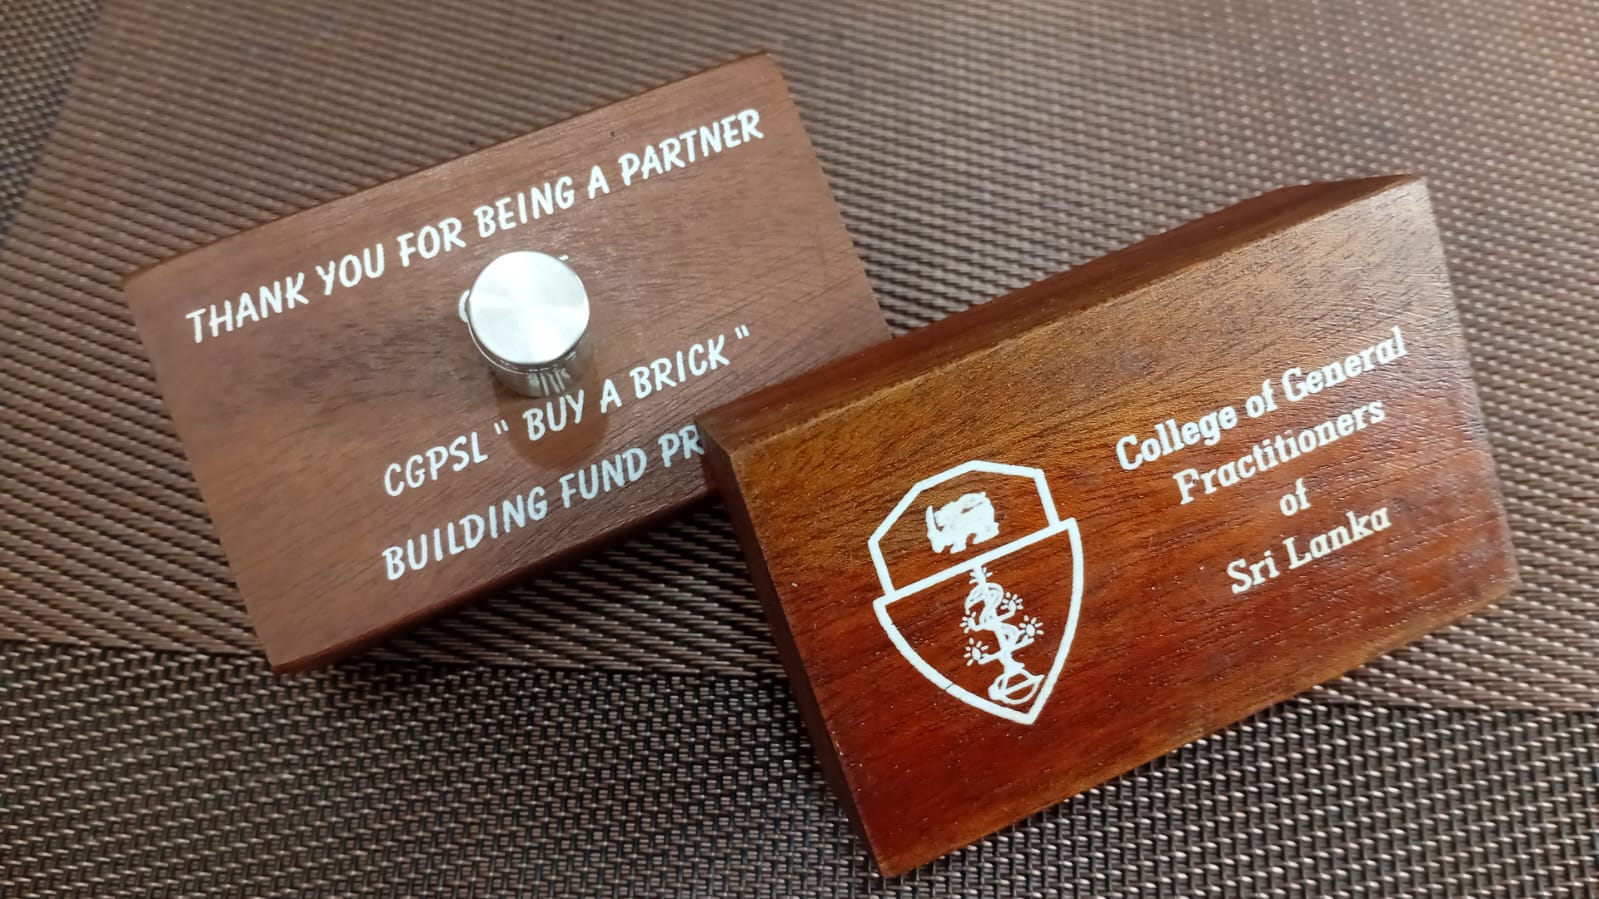 THANK YOU FOR BEING A PARTNER
CGPSL " BUY A BRICK "
BUILDING FUND PR
College of General
Practitioners
of
Sri Lanka